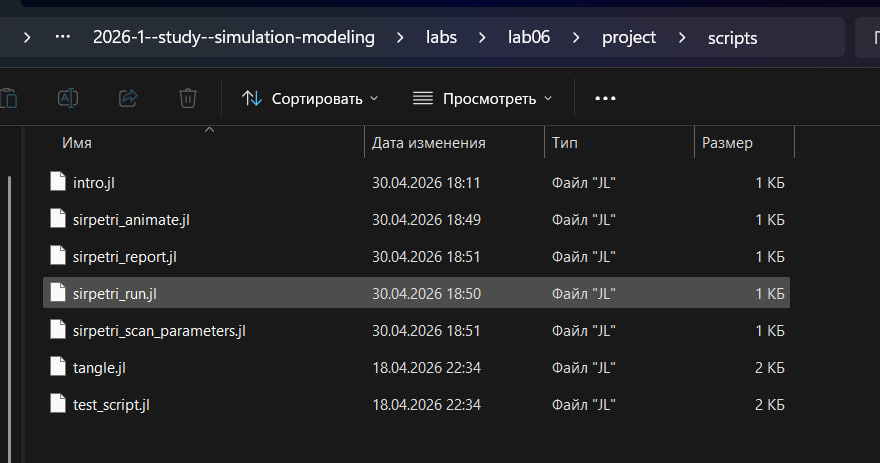 2026-1--study--simulation-modeling labs lab06 project scripts
Сортировать Просмотреть
Имя Дата изменения Тип Размер
intro.jl 30.04.2026 18:11 Файл "JL" 1 КБ
sirpetri_animate.jl 30.04.2026 18:49 Файл "JL" 1 КБ
sirpetri_report.jl 30.04.2026 18:51 Файл "JL" 1 КБ
sirpetri_run.jl 30.04.2026 18:50 Файл "JL" 1 КБ
sirpetri_scan_parameters.jl 30.04.2026 18:51 Файл "JL" 1 КБ
tangle.jl 18.04.2026 22:34 Файл "JL" 2 КБ
test_script.jl 18.04.2026 22:34 Файл "JL" 2 КБ